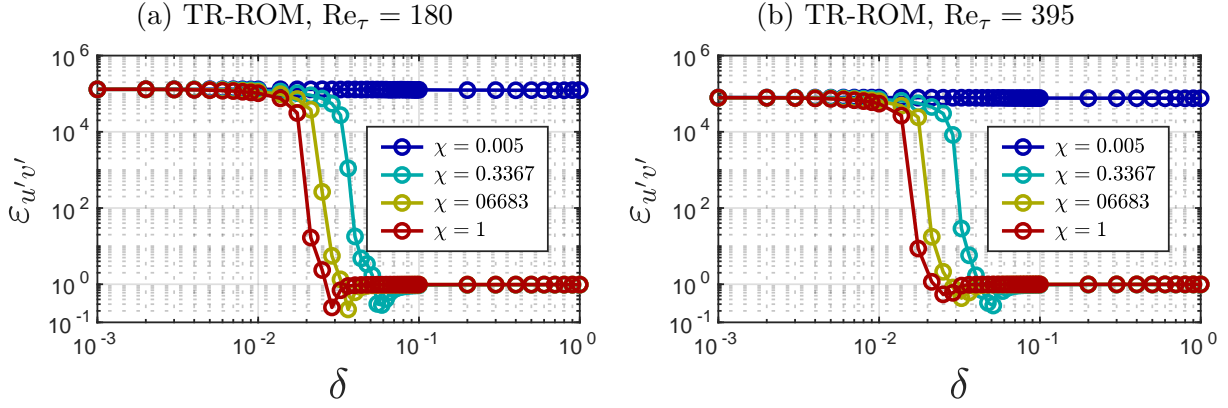 (a) TR-ROM, Re_τ = 180
10^6
10^4
10^2
10^0
10^-1
ε_{u'v'}
χ = 0.005
χ = 0.3367
χ = 06683
χ = 1
10^-3
10^-2
10^-1
10^0
δ
(b) TR-ROM, Re_τ = 395
10^6
10^4
10^2
10^0
10^-1
ε_{u'v'}
χ = 0.005
χ = 0.3367
χ = 06683
χ = 1
10^-3
10^-2
10^-1
10^0
δ